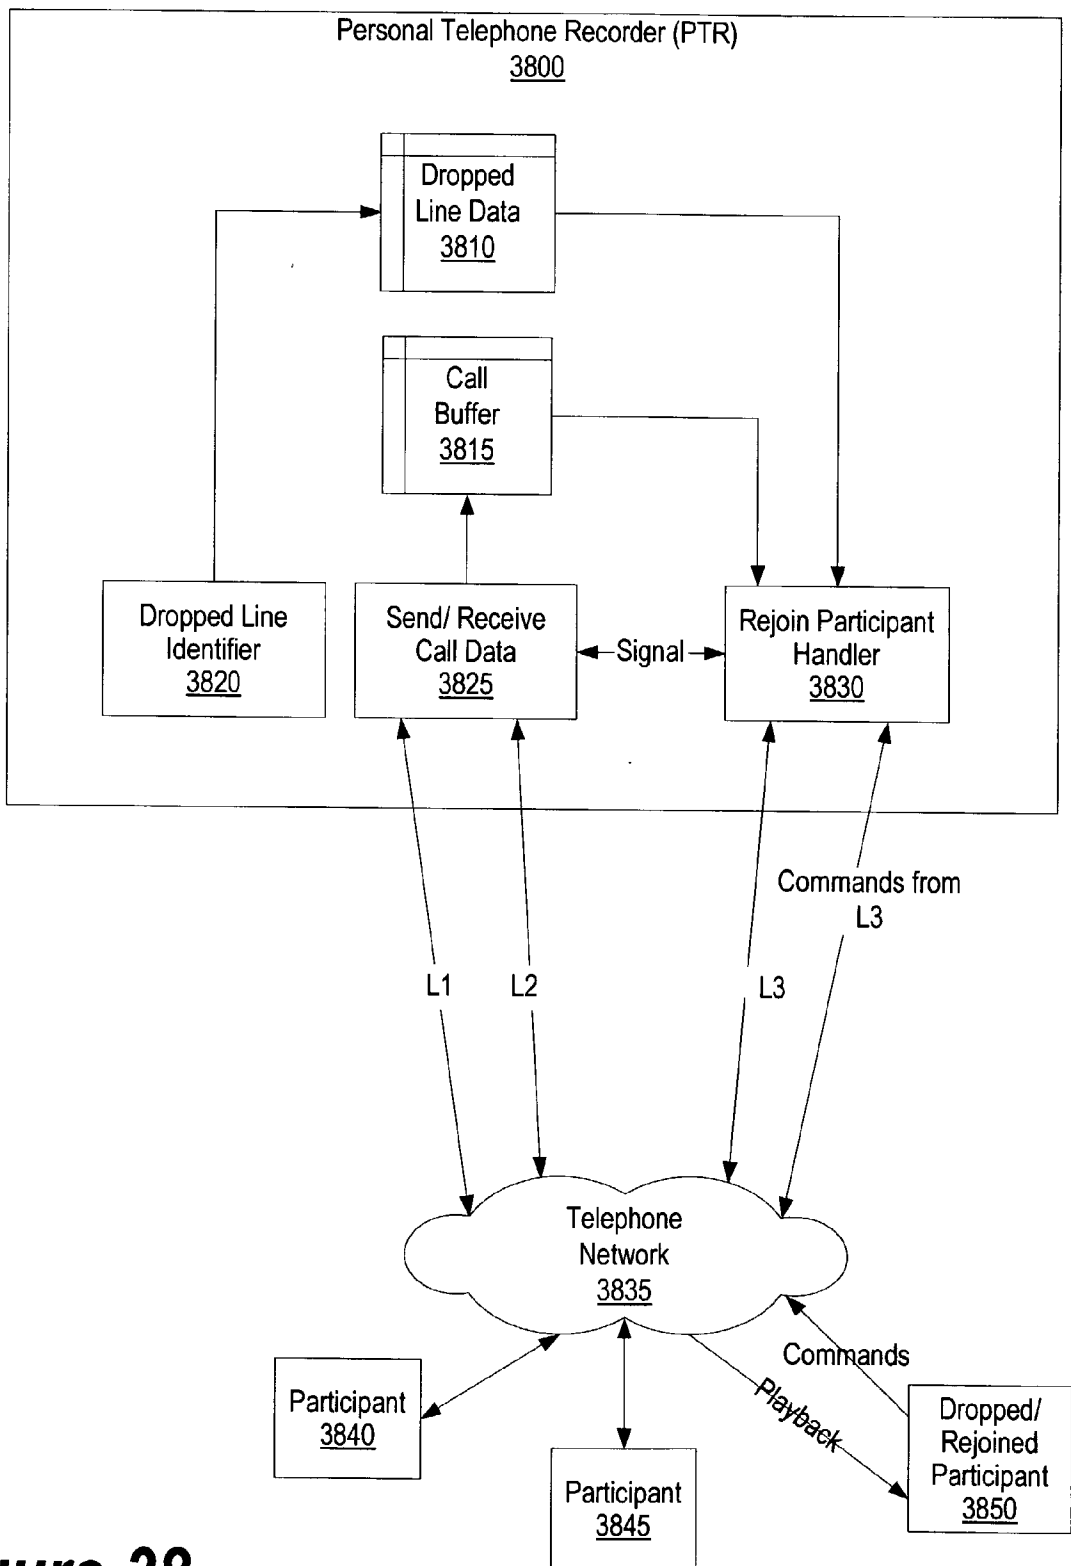 Personal Telephone Recorder (PTR)
3800
Dropped
Line Data
3810
Call
Buffer
3815
Dropped Line
Identifier
3820
Send/ Receive
Call Data
3825
Signal
Rejoin Participant
Handler
3830
Commands from
L3
L1
L2
L3
Telephone
Network
3835
Commands
Playback
Participant
3840
Participant
3845
Dropped/
Rejoined
Participant
3850